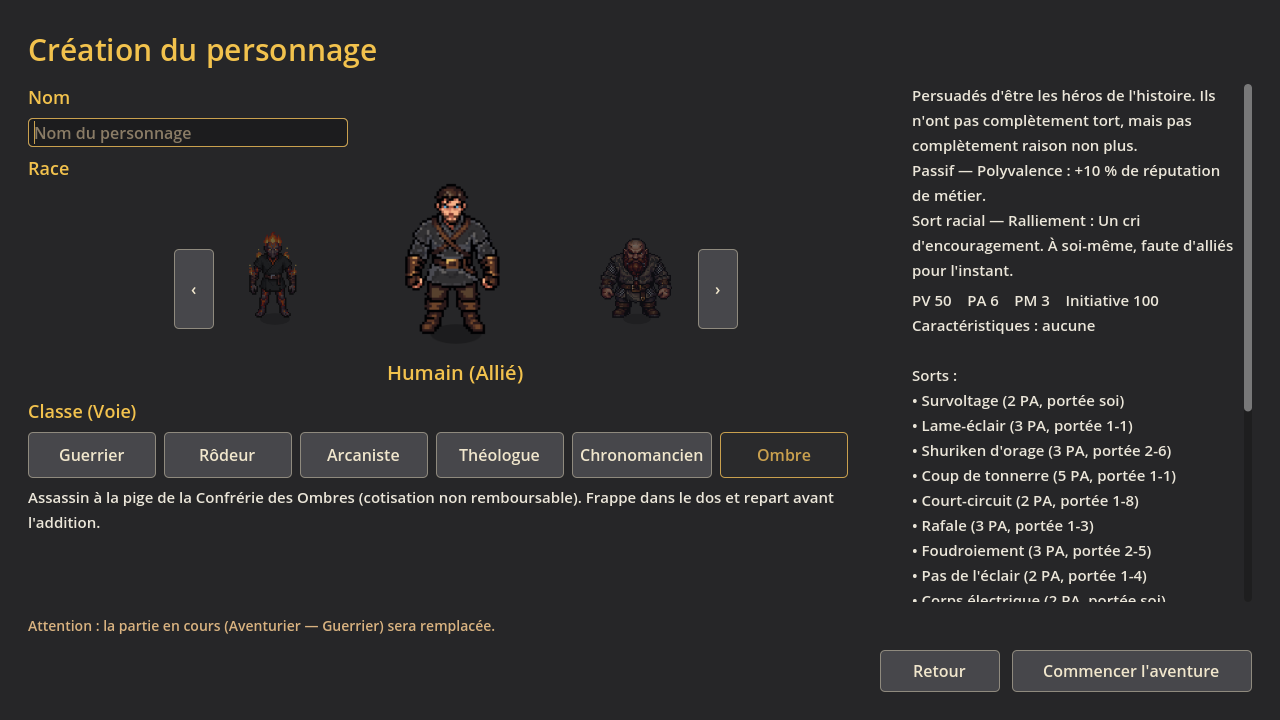 Création du personnage
Nom
Nom du personnage
Race
‹
›
Humain (Allié)
Classe (Voie)
Guerrier
Rôdeur
Arcaniste
Théologue
Chronomancien
Ombre
Assassin à la pige de la Confrérie des Ombres (cotisation non remboursable). Frappe dans le dos et repart avant
l'addition.
Persuadés d'être les héros de l'histoire. Ils
n'ont pas complètement tort, mais pas
complètement raison non plus.
Passif — Polyvalence : +10 % de réputation
de métier.
Sort racial — Ralliement : Un cri
d'encouragement. À soi-même, faute d'alliés
pour l'instant.
PV 50 PA 6 PM 3 Initiative 100
Caractéristiques : aucune
Sorts :
• Survoltage (2 PA, portée soi)
• Lame-éclair (3 PA, portée 1-1)
• Shuriken d'orage (3 PA, portée 2-6)
• Coup de tonnerre (5 PA, portée 1-1)
• Court-circuit (2 PA, portée 1-8)
• Rafale (3 PA, portée 1-3)
• Foudroiement (3 PA, portée 2-5)
• Pas de l'éclair (2 PA, portée 1-4)
• Corps électrique (2 PA, portée soi)
Attention : la partie en cours (Aventurier — Guerrier) sera remplacée.
Retour
Commencer l'aventure